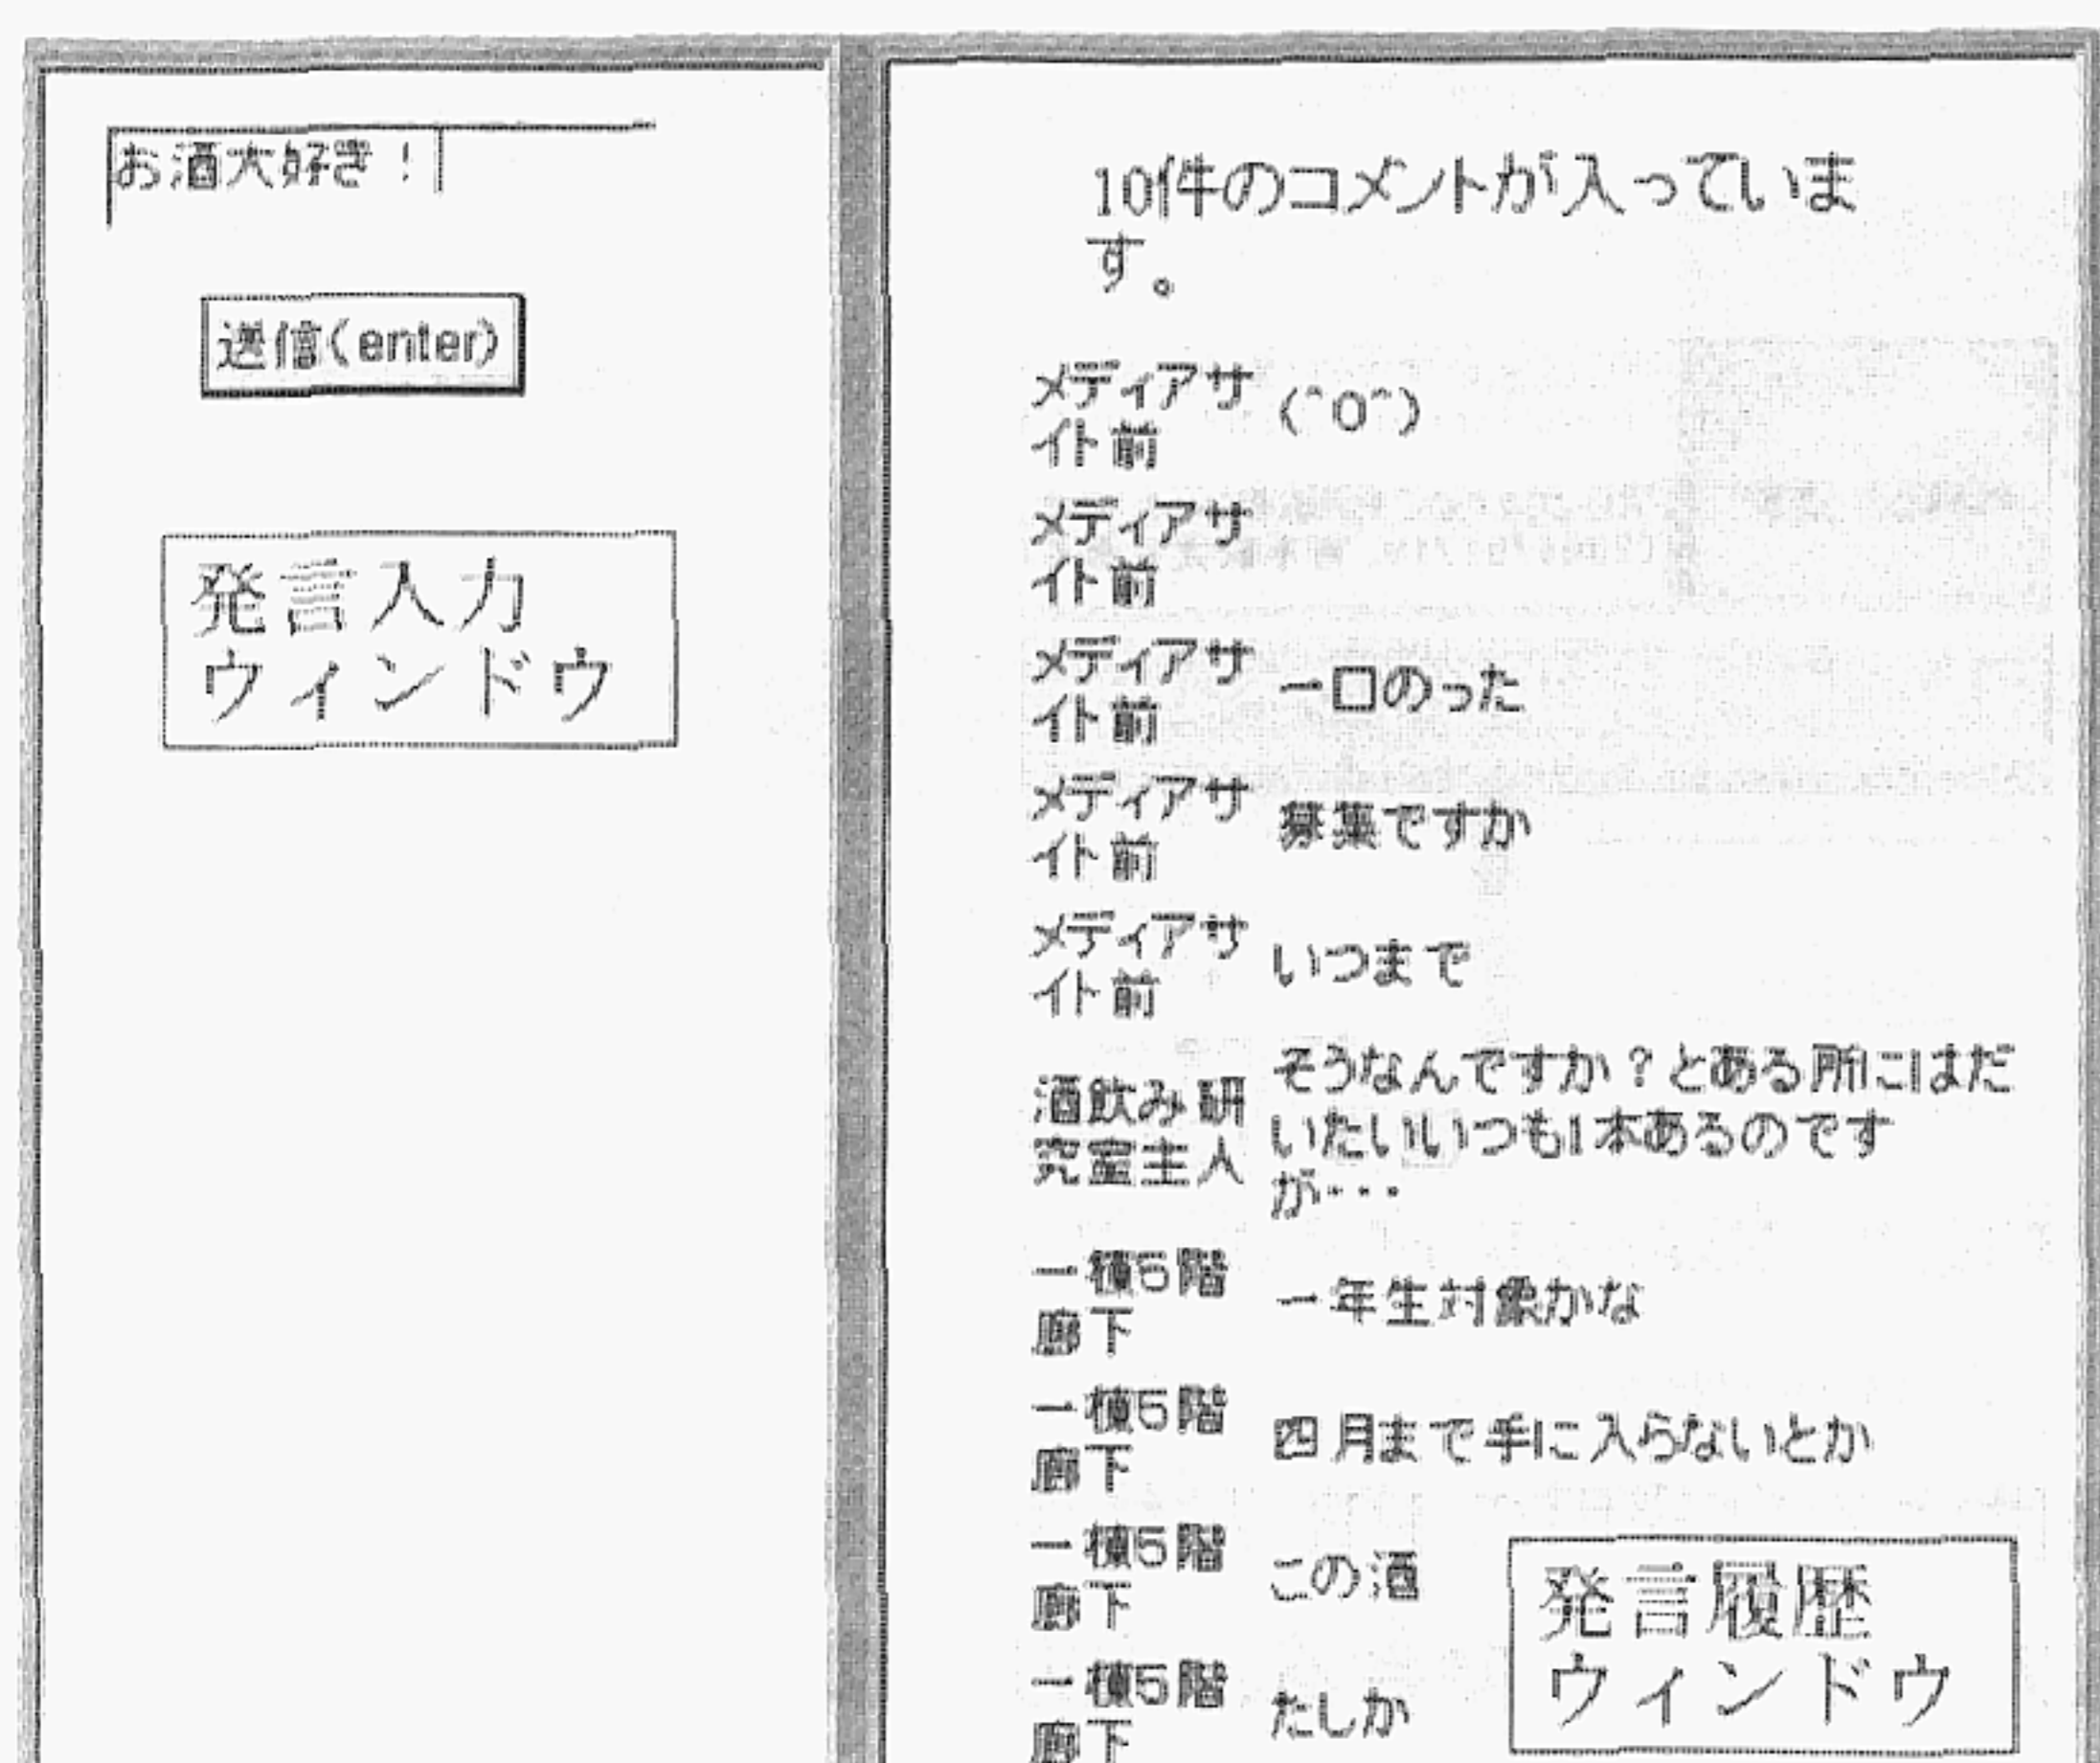 お酒大好き！
送信(enter)
発言入力
ウィンドウ
10件のコメントが入っていま
す。
メディアサ
イト前
(^O^)
メディアサ
イト前
メディアサ
イト前
一口のった
メディアサ
イト前
募集ですか
メディアサ
イト前
いつまで
酒飲み研
究室主人
そうなんですか？とある所にはだ
いたいいつも1本あるのです
が・・・
一棟5階
廊下
一年生対象かな
一棟5階
廊下
四月まで手に入らないとか
一棟5階
廊下
この酒
一棟5階
廊下
たしか
発言履歴
ウィンドウ